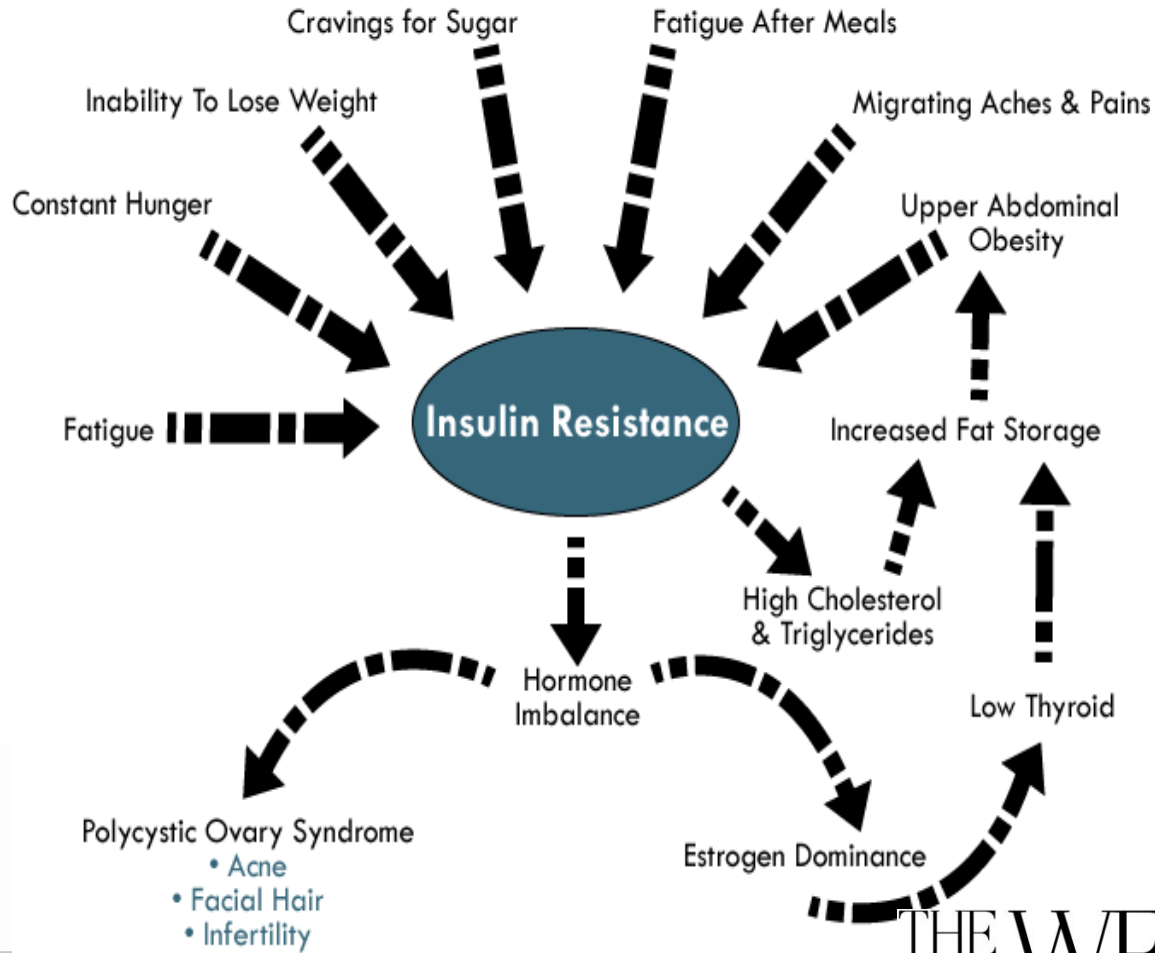 Cravings for Sugar
Fatigue After Meals
Inability To Lose Weight
Migrating Aches & Pains
Constant Hunger
Upper Abdominal
Obesity
Fatigue
Insulin Resistance
Increased Fat Storage
High Cholesterol
& Triglycerides
Hormone
Imbalance
Low Thyroid
Polycystic Ovary Syndrome
• Acne
• Facial Hair
• Infertility
Estrogen Dominance
THE